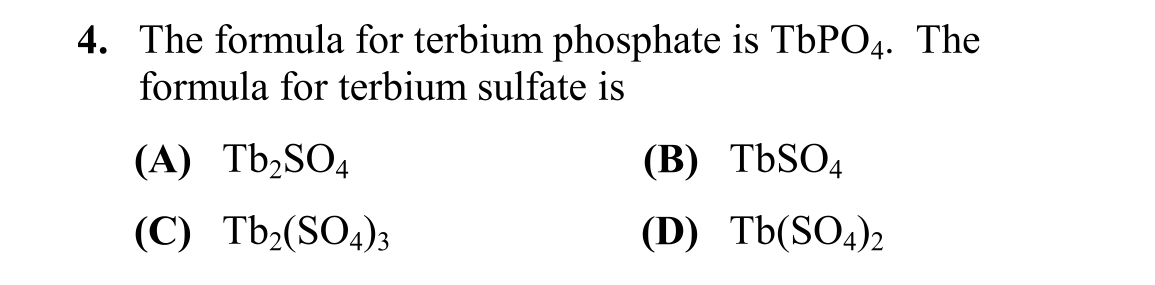 4. The formula for terbium phosphate is TbPO₄. The
formula for terbium sulfate is
(A) Tb₂SO₄ (B) TbSO₄
(C) Tb₂(SO₄)₃ (D) Tb(SO₄)₂